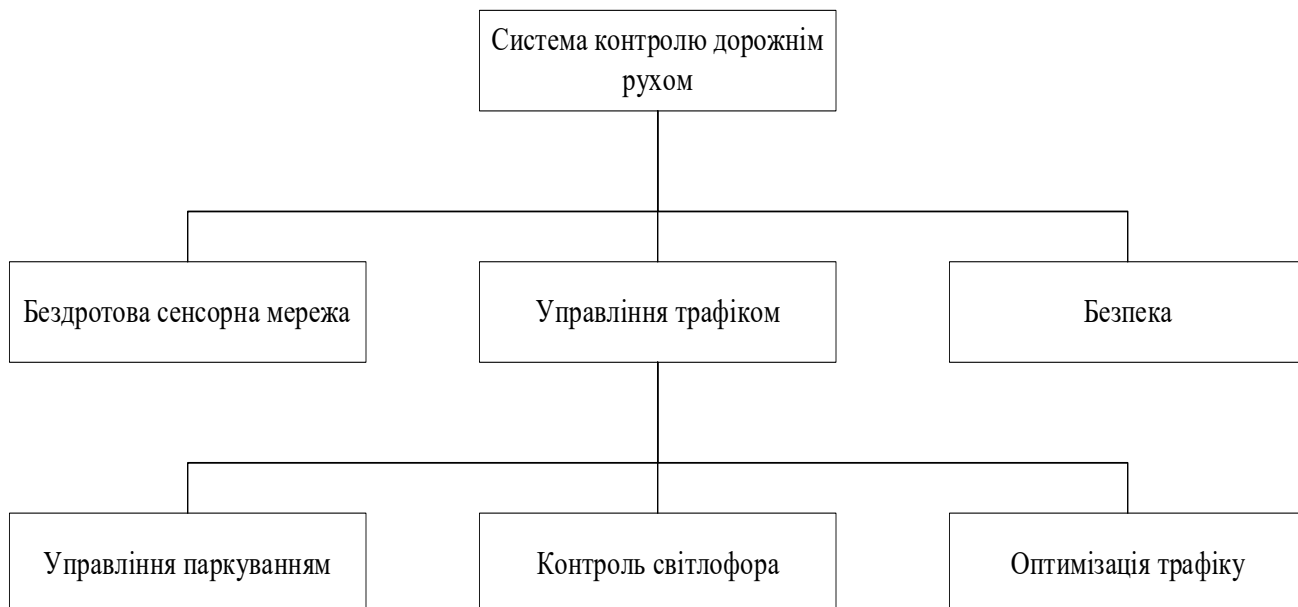 Система контролю дорожнім
рухом
Бездротова сенсорна мережа
Управління трафіком
Безпека
Управління паркуванням
Контроль світлофора
Оптимізація трафіку